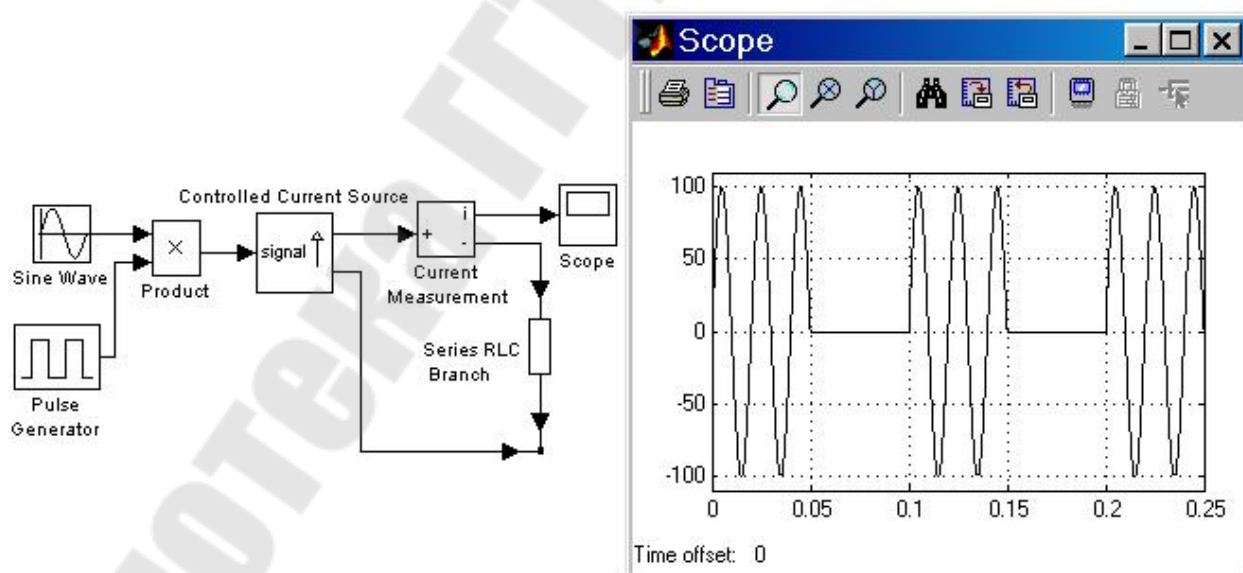 Controlled Current Source
signal
i
+
-
Scope
Sine Wave
×
Product
Current
Measurement
Series RLC
Branch
Pulse
Generator
Scope
100
50
0
-50
-100
0
0.05
0.1
0.15
0.2
0.25
Time offset: 0